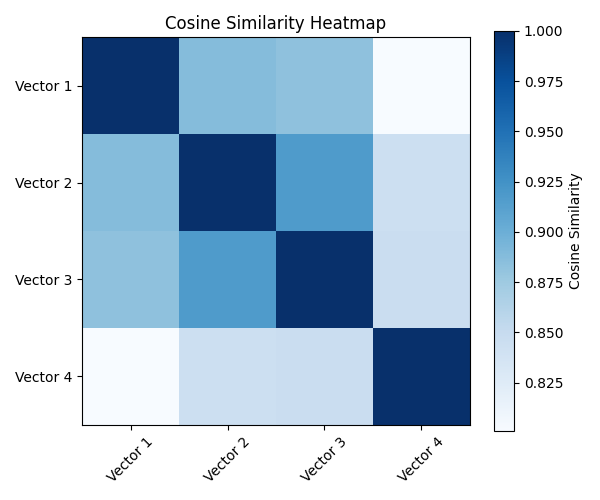 Cosine Similarity Heatmap
Vector 1
Vector 2
Vector 3
Vector 4
Vector 1
Vector 2
Vector 3
Vector 4
1.000
0.975
0.950
0.925
0.900
0.875
0.850
0.825
Cosine Similarity